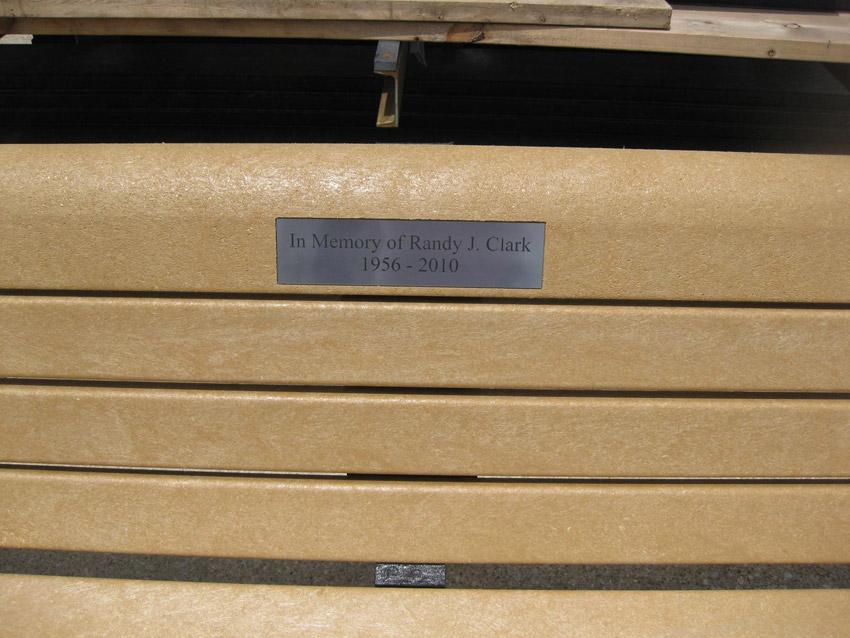 In Memory of Randy J. Clark
1956 - 2010